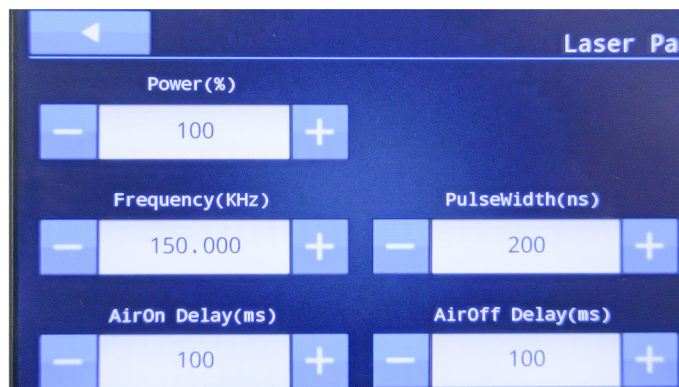 Laser Pa
Power(%)
100
Frequency(KHz) PulseWidth(ns)
150.000 200
AirOn Delay(ms) AirOff Delay(ms)
100 100